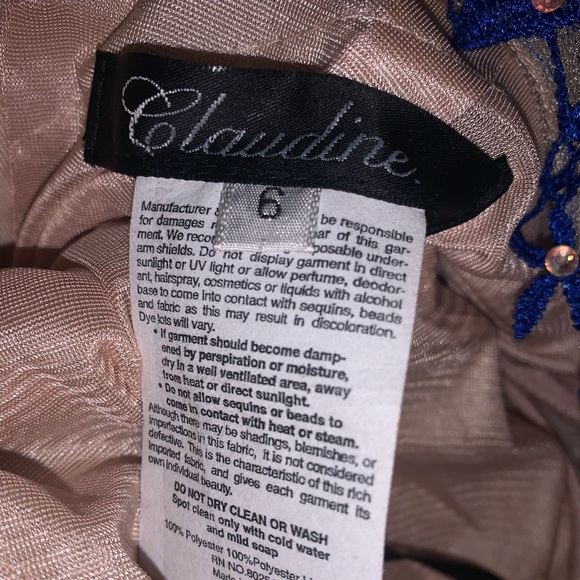 Claudine.
6
Manufacturer be responsible
for damages of this gar-
ment. We posable under-
arm shields. Do not display garment in direct
sunlight or UV light or allow perfume, deodor-
ant, hairspray, cosmetics or liquids with alcohol
base to come into contact with sequins, beads
and fabric as this may result in discoloration.
Dye lots will vary.
• If garment should become damp-
ened by perspiration or moisture,
dry in a well ventilated area, away
from heat or direct sunlight.
• Do not allow sequins or beads to
come in contact with heat or steam.
Although there may be shadings, blemishes, or
imperfections in this fabric, it is not considered
defective. This is the characteristic of this rich
imported fabric, and gives each garment its
own individual beauty.
DO NOT DRY CLEAN OR WASH
Spot clean only with cold water
and mild soap
100% Polyester 100%Polyester
RN NO.
Made